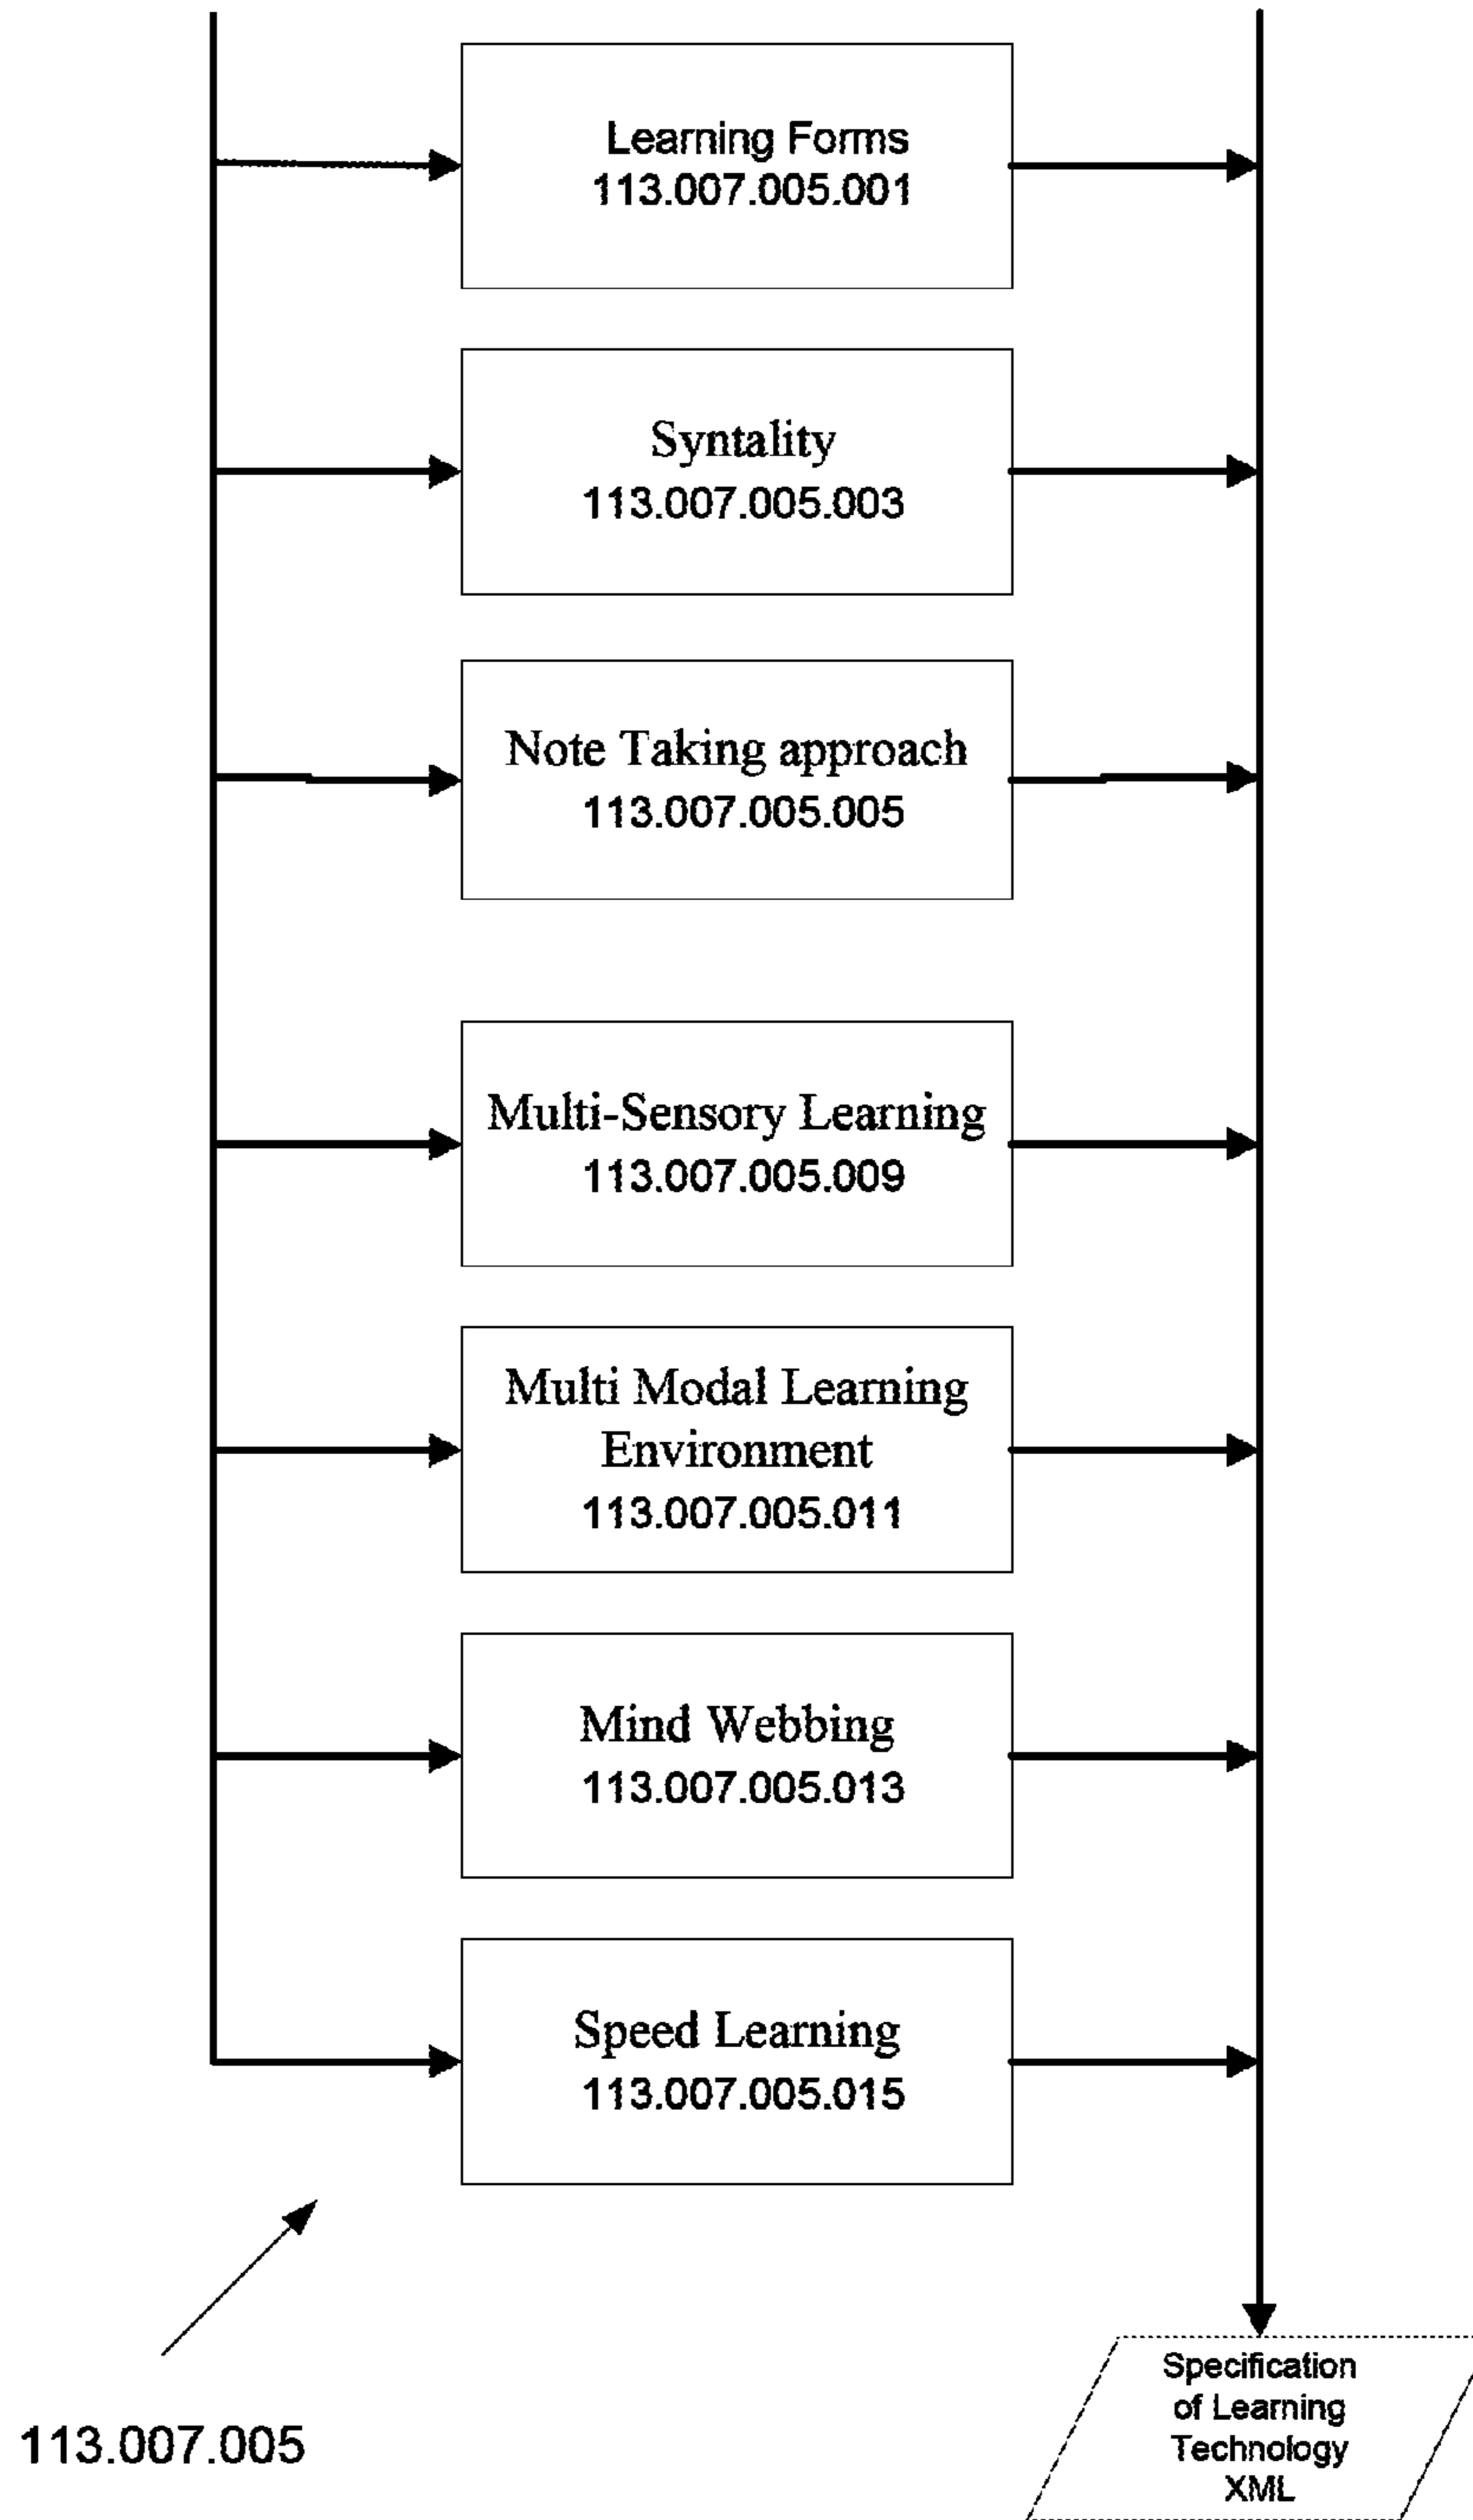 Learning Forms
113.007.005.001
Syntality
113.007.005.003
Note Taking approach
113.007.005.005
Multi-Sensory Learning
113.007.005.009
Multi Modal Learning
Environment
113.007.005.011
Mind Webbing
113.007.005.013
Speed Learning
113.007.005.015
113.007.005
Specification
of Learning
Technology
XML